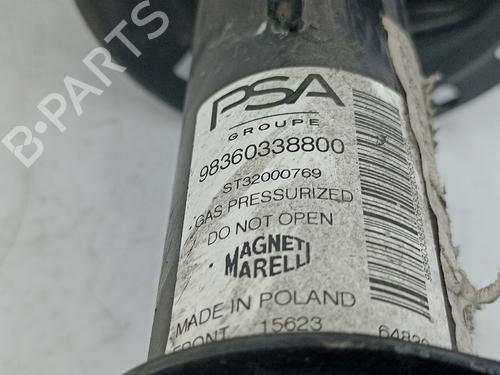 B-PARTS
PSA
GROUPE
98360338800
ST32000769
GAS PRESSURIZED
DO NOT OPEN
MAGNETI
MARELLI
MADE IN POLAND
FRONT 15623